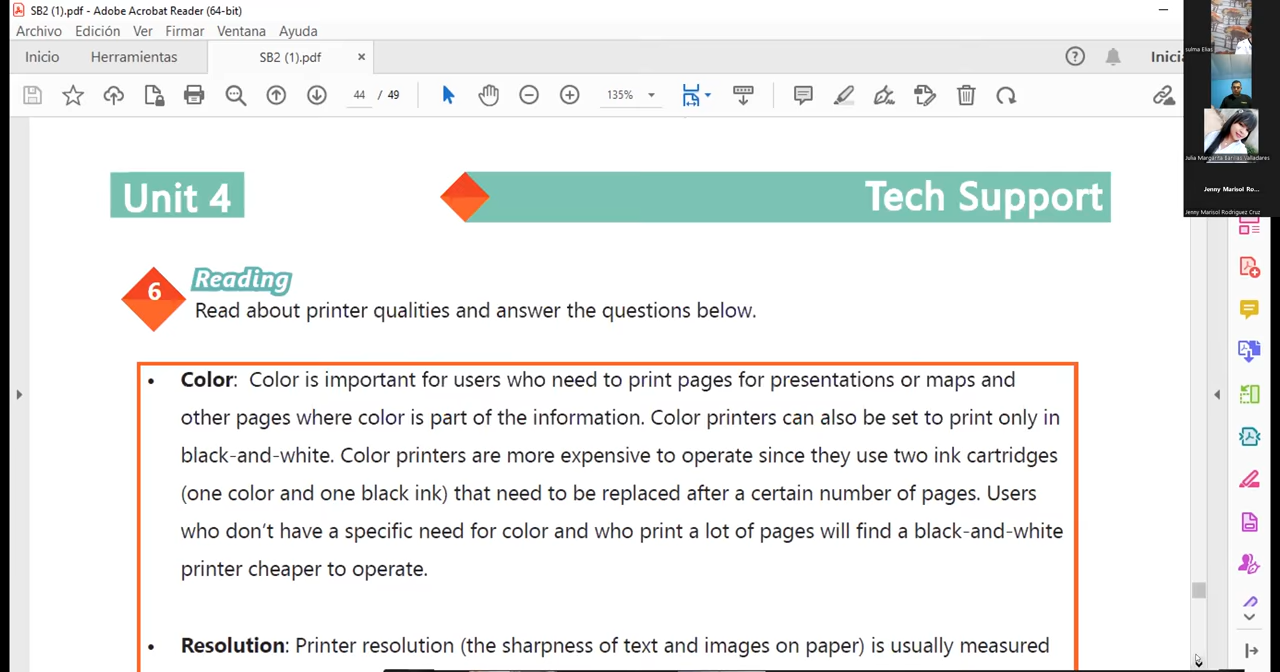 SB2 (1).pdf - Adobe Acrobat Reader (64-bit)
Archivo Edición Ver Firmar Ventana Ayuda
Inicio Herramientas SB2 (1).pdf Inicia
44 / 49 135%
Julia Margarita Barillas Valladares
Jenny Marisol Ro...
Jenny Marisol Rodriguez Cruz
Unit 4 Tech Support
6 Reading
Read about printer qualities and answer the questions below.
• Color: Color is important for users who need to print pages for presentations or maps and
other pages where color is part of the information. Color printers can also be set to print only in
black-and-white. Color printers are more expensive to operate since they use two ink cartridges
(one color and one black ink) that need to be replaced after a certain number of pages. Users
who don't have a specific need for color and who print a lot of pages will find a black-and-white
printer cheaper to operate.
• Resolution: Printer resolution (the sharpness of text and images on paper) is usually measured